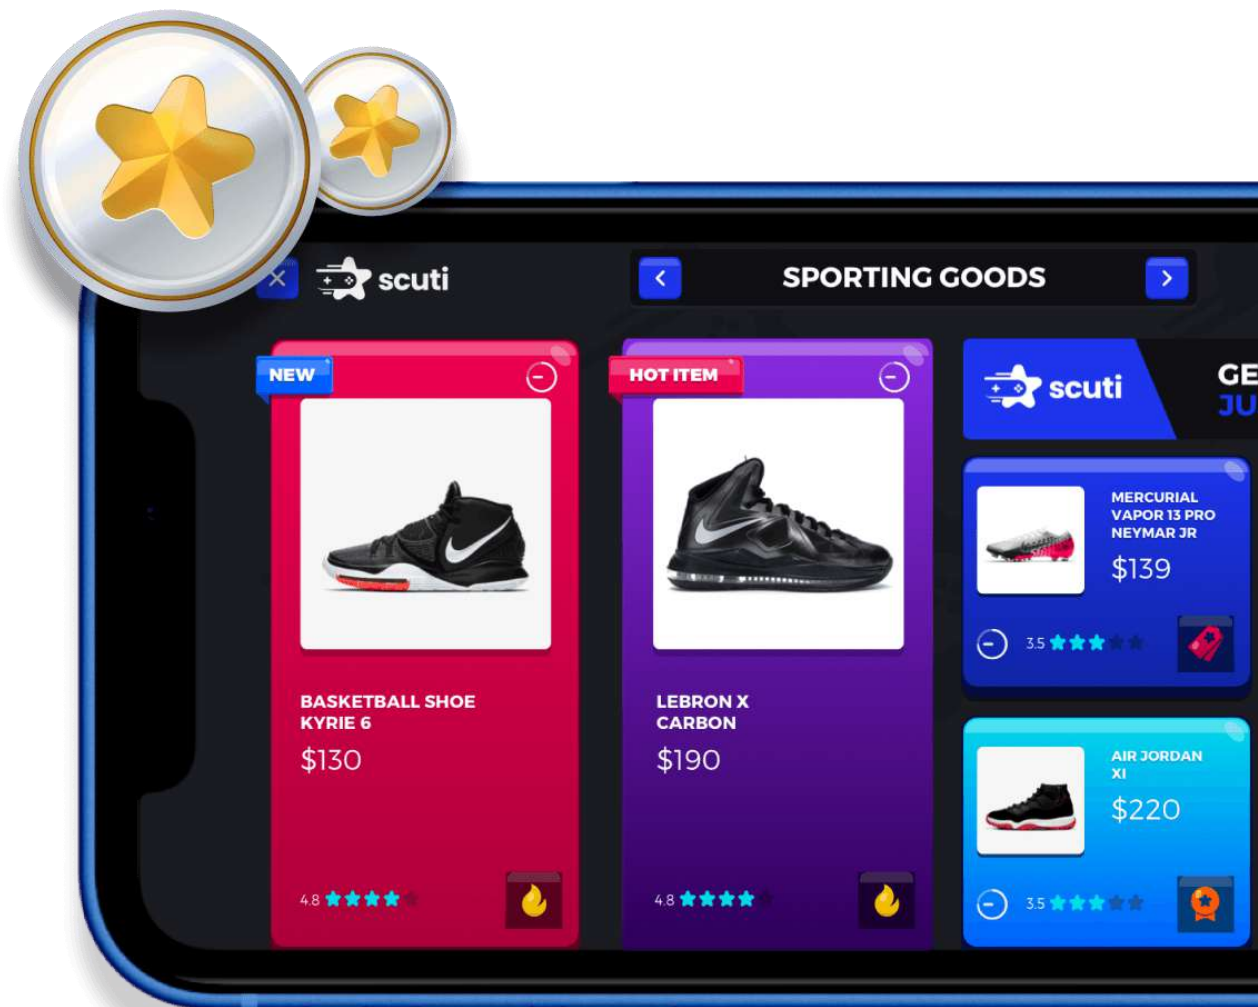 scuti
SPORTING GOODS
NEW
BASKETBALL SHOE
KYRIE 6
$130
4.8
HOT ITEM
LEBRON X
CARBON
$190
4.8
scuti
GE
JU
MERCURIAL
VAPOR 13 PRO
NEYMAR JR
$139
3.5
AIR JORDAN
XI
$220
3.5